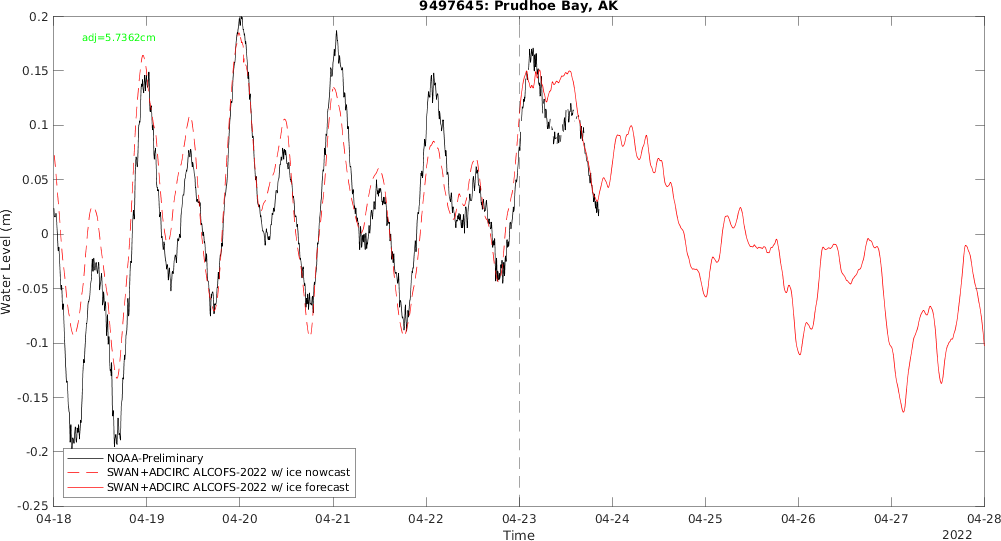 9497645: Prudhoe Bay, AK
adj=5.7362cm
0.2
0.15
0.1
0.05
0
-0.05
-0.1
-0.15
-0.2
-0.25
Water Level (m)
NOAA-Preliminary
SWAN+ADCIRC ALCOFS-2022 w/ ice nowcast
SWAN+ADCIRC ALCOFS-2022 w/ ice forecast
04-18 04-19 04-20 04-21 04-22 04-23 04-24 04-25 04-26 04-27 04-28
Time
2022